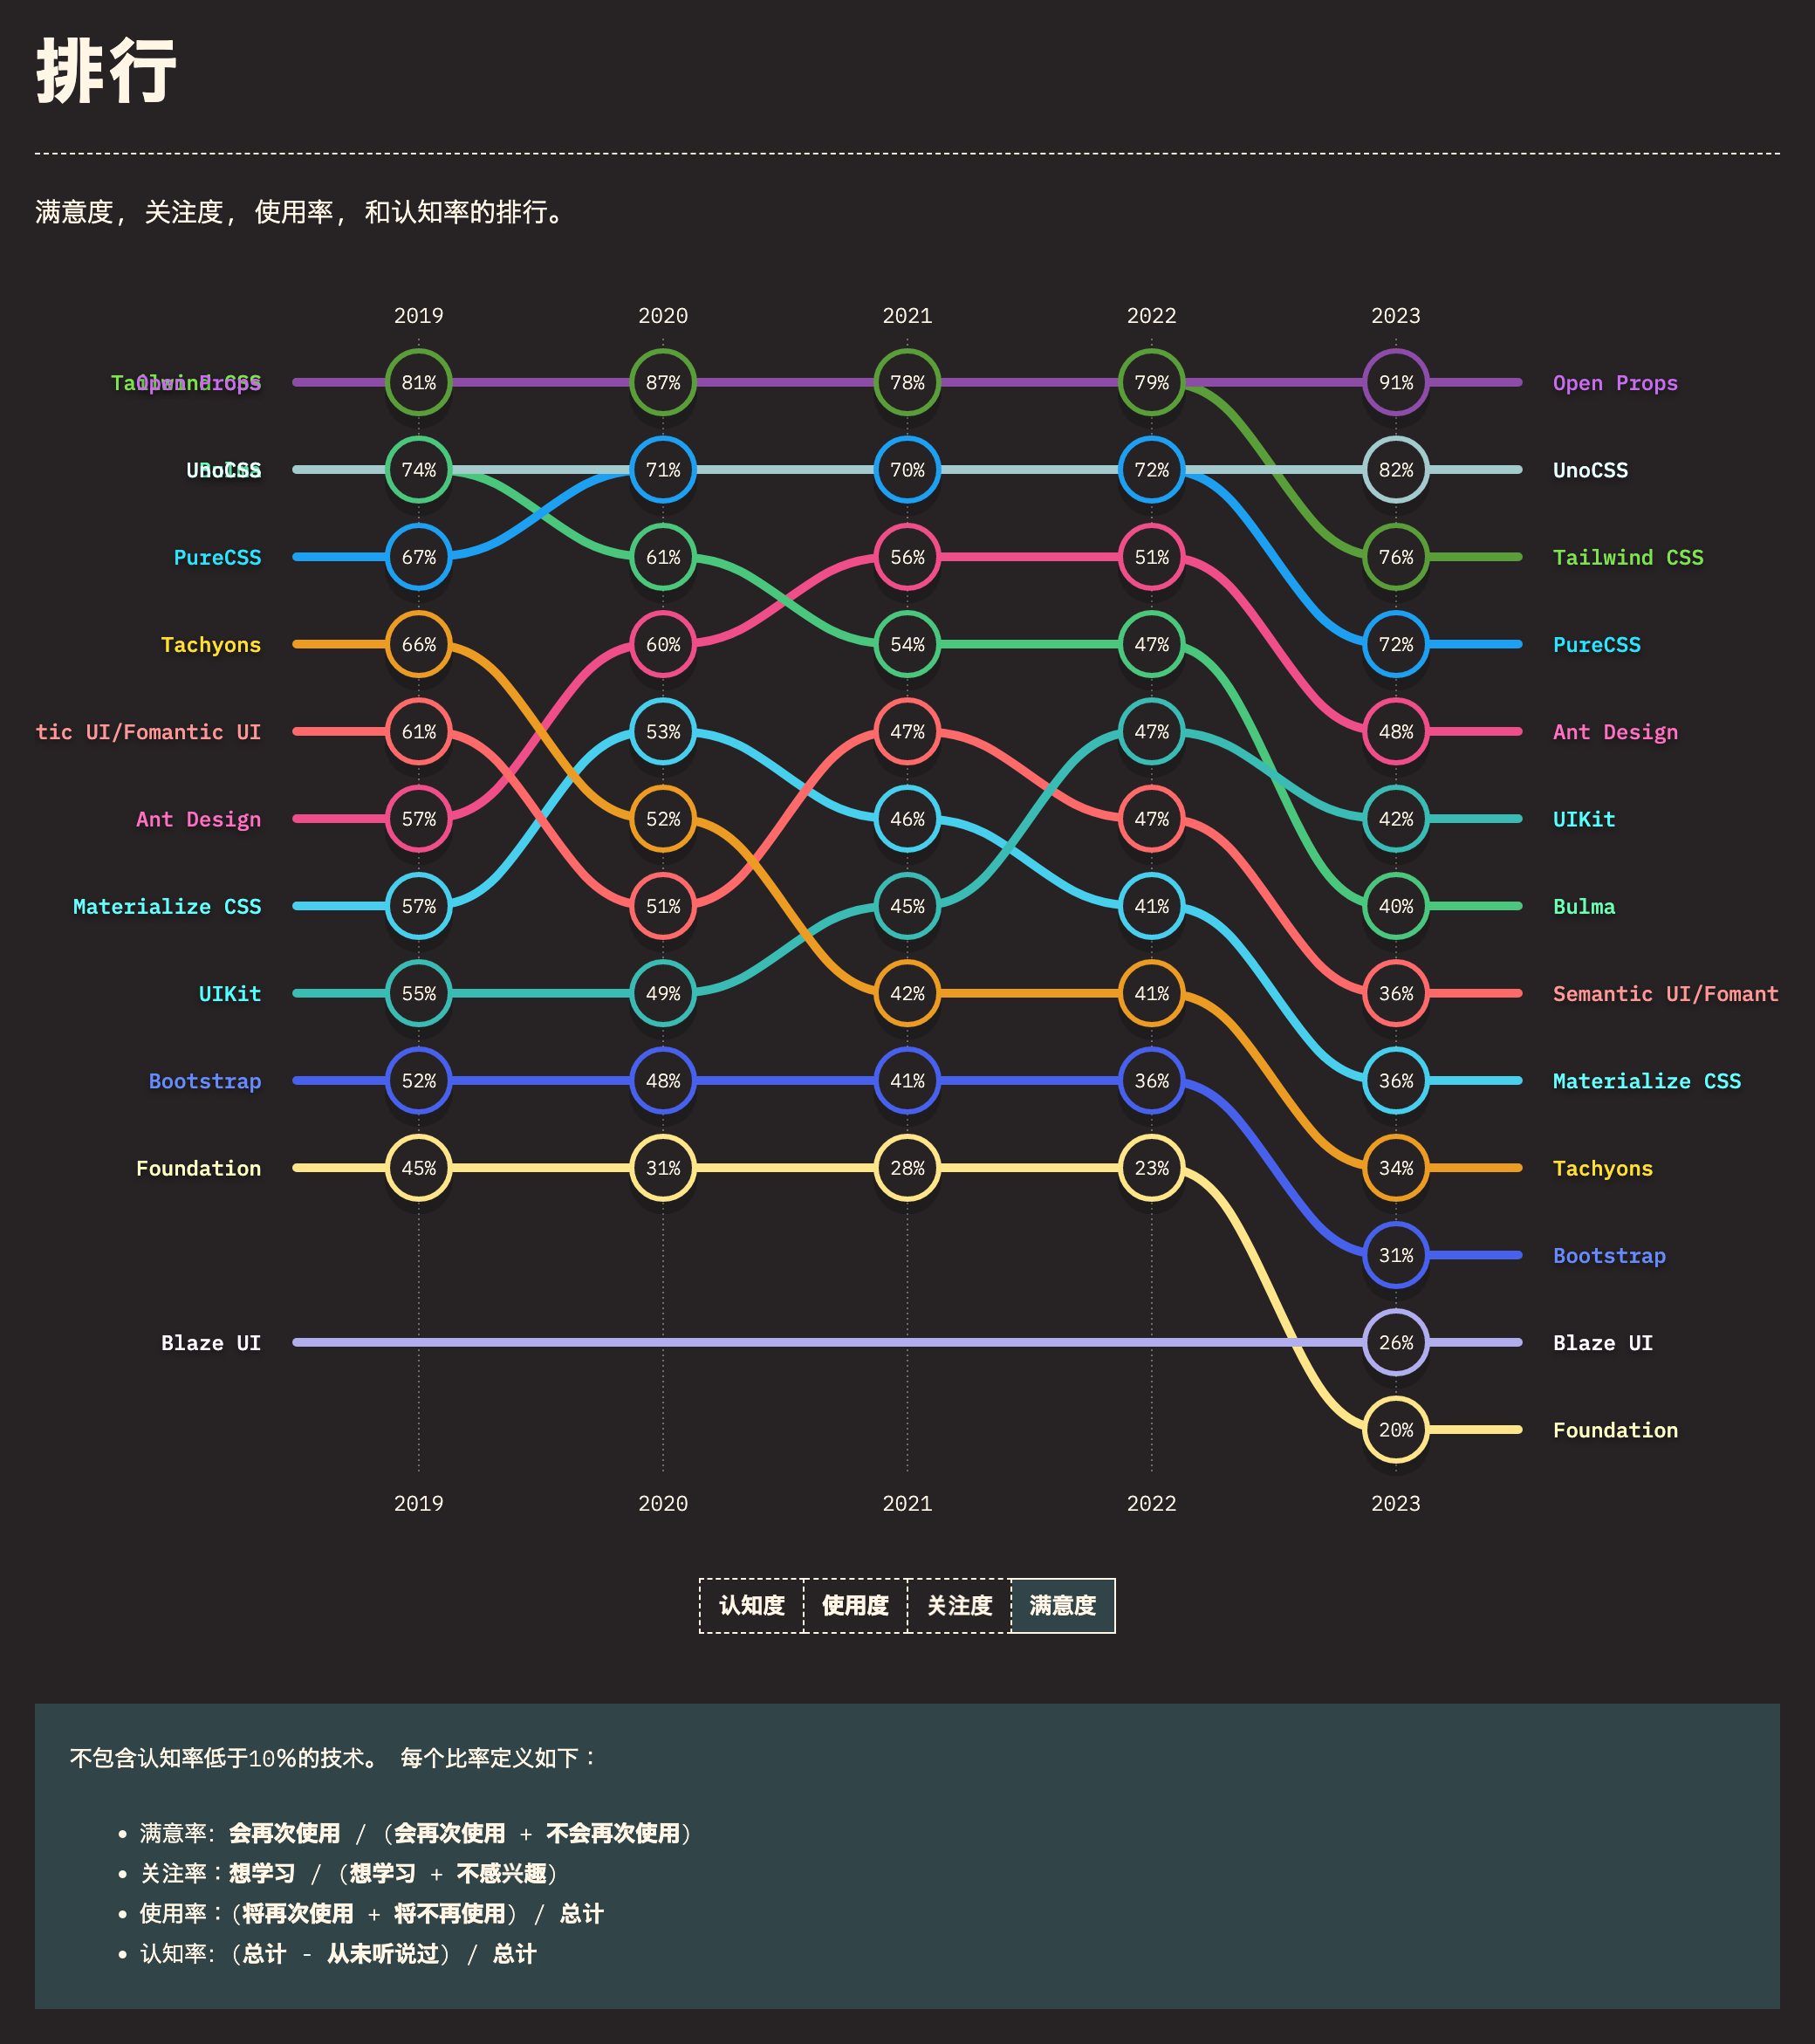 排行
满意度, 关注度, 使用率, 和认知率的排行。
2019 2020 2021 2022 2023
Tailwind CSS Open Props 81% 87% 78% 79% 91% Open Props
UnoCSS Bulma 74% 71% 70% 72% 82% UnoCSS
PureCSS 67% 61% 56% 51% 76% Tailwind CSS
Tachyons 66% 60% 54% 47% 72% PureCSS
tic UI/Fomantic UI 61% 53% 47% 47% 48% Ant Design
Ant Design 57% 52% 46% 47% 42% UIKit
Materialize CSS 57% 51% 45% 41% 40% Bulma
UIKit 55% 49% 42% 41% 36% Semantic UI/Fomant
Bootstrap 52% 48% 41% 36% 36% Materialize CSS
Foundation 45% 31% 28% 23% 34% Tachyons
31% Bootstrap
Blaze UI 26% Blaze UI
20% Foundation
2019 2020 2021 2022 2023
认知度 使用度 关注度 满意度
不包含认知率低于10%的技术。 每个比率定义如下：
• 满意率: 会再次使用 / (会再次使用 + 不会再次使用)
• 关注率：想学习 / (想学习 + 不感兴趣)
• 使用率：(将再次使用 + 将不再使用) / 总计
• 认知率: (总计 - 从未听说过) / 总计